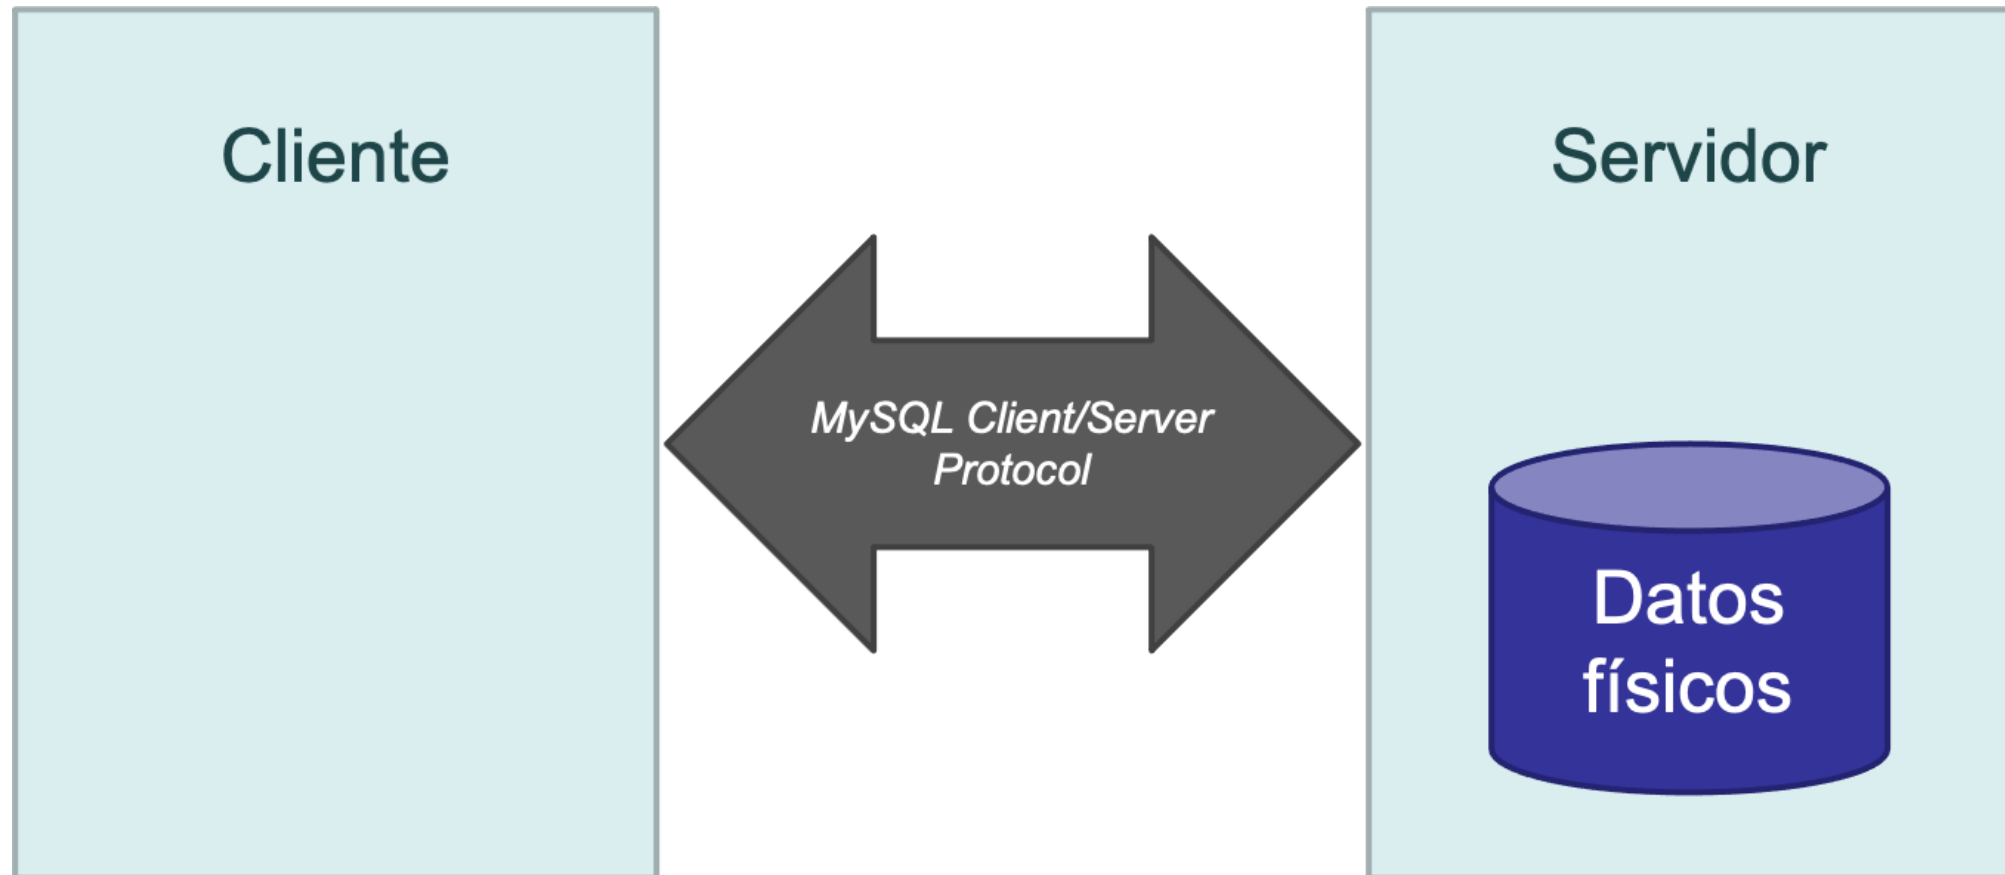 Cliente
Servidor
MySQL Client/Server
Protocol
Datos
físicos